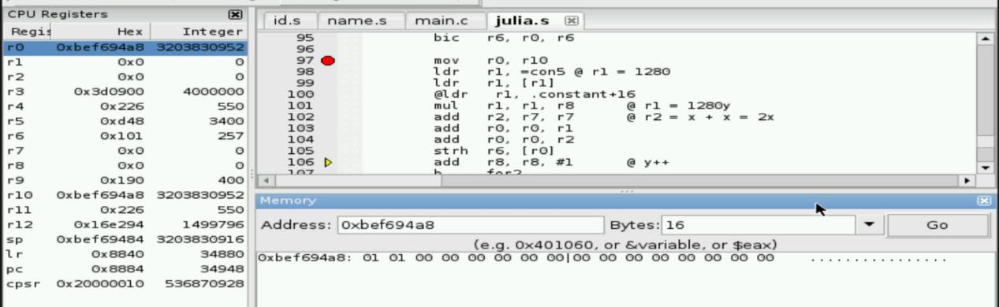 CPU Registers
Regis Hex Integer
r0 0xbef694a8 3203830952
r1 0x0 0
r2 0x0 0
r3 0x3d0900 4000000
r4 0x226 550
r5 0xd48 3400
r6 0x101 257
r7 0x0 0
r8 0x0 0
r9 0x190 400
r10 0xbef694a8 3203830952
r11 0x226 550
r12 0x16e294 1499796
sp 0xbef69484 3203830916
lr 0x8840 34880
pc 0x8884 34948
cpsr 0x20000010 536870928
id.s name.s main.c julia.s
95 bic r6, r0, r6
96
97 mov r0, r10
98 ldr r1, =con5 @ r1 = 1280
99 ldr r1, [r1]
100 @ldr r1, .constant+16
101 mul r1, r1, r8 @ r1 = 1280y
102 add r2, r7, r7 @ r2 = x + x = 2x
103 add r0, r0, r1
104 add r0, r0, r2
105 strh r6, [r0]
106 add r8, r8, #1 @ y++
107 b for2
Memory
Address: 0xbef694a8 Bytes: 16 Go
(e.g. 0x401060, or &variable, or $eax)
0xbef694a8: 01 01 00 00 00 00 00 00|00 00 00 00 00 00 00 00 ................